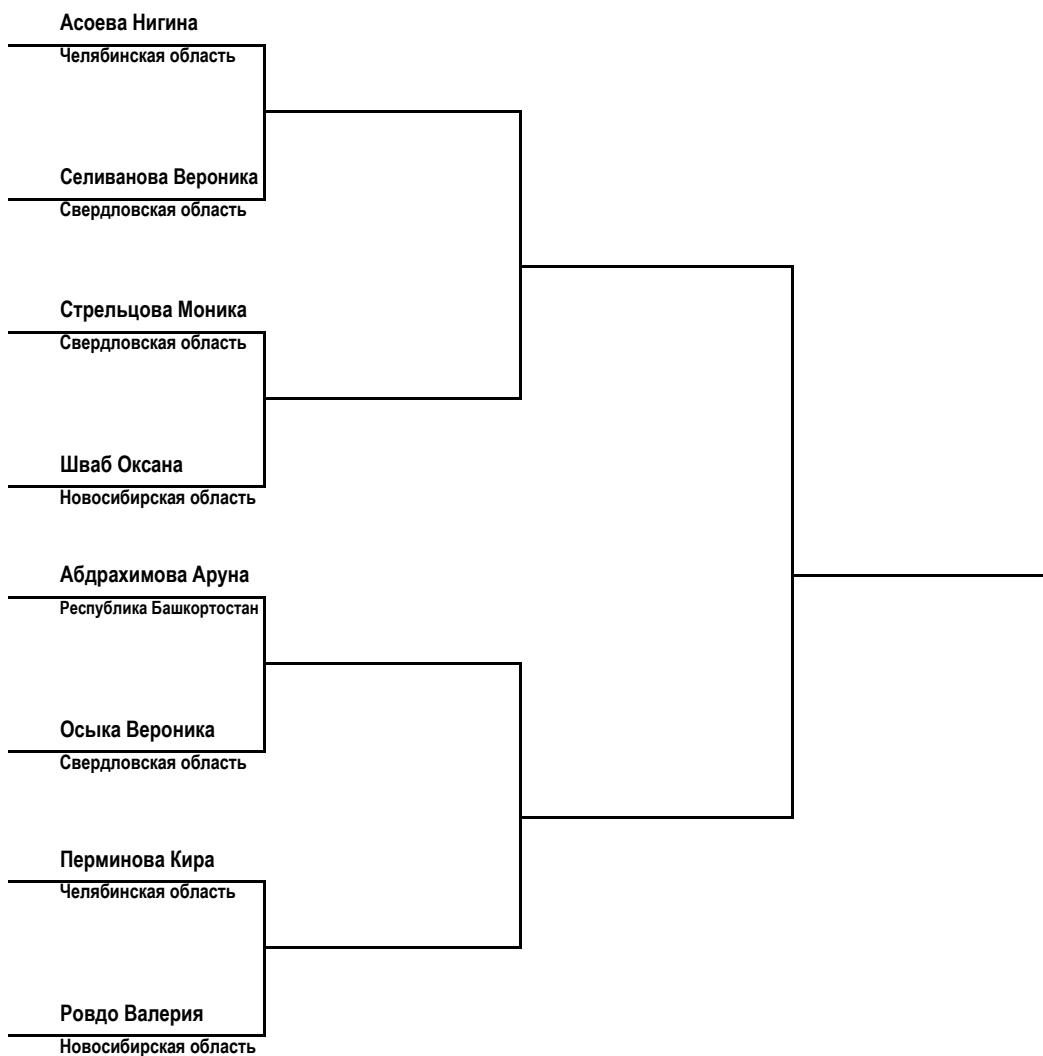 Асоева Нигина
Челябинская область
Селиванова Вероника
Свердловская область
Стрельцова Моника
Свердловская область
Шваб Оксана
Новосибирская область
Абдрахимова Аруна
Республика Башкортостан
Осыка Вероника
Свердловская область
Перминова Кира
Челябинская область
Ровдо Валерия
Новосибирская область